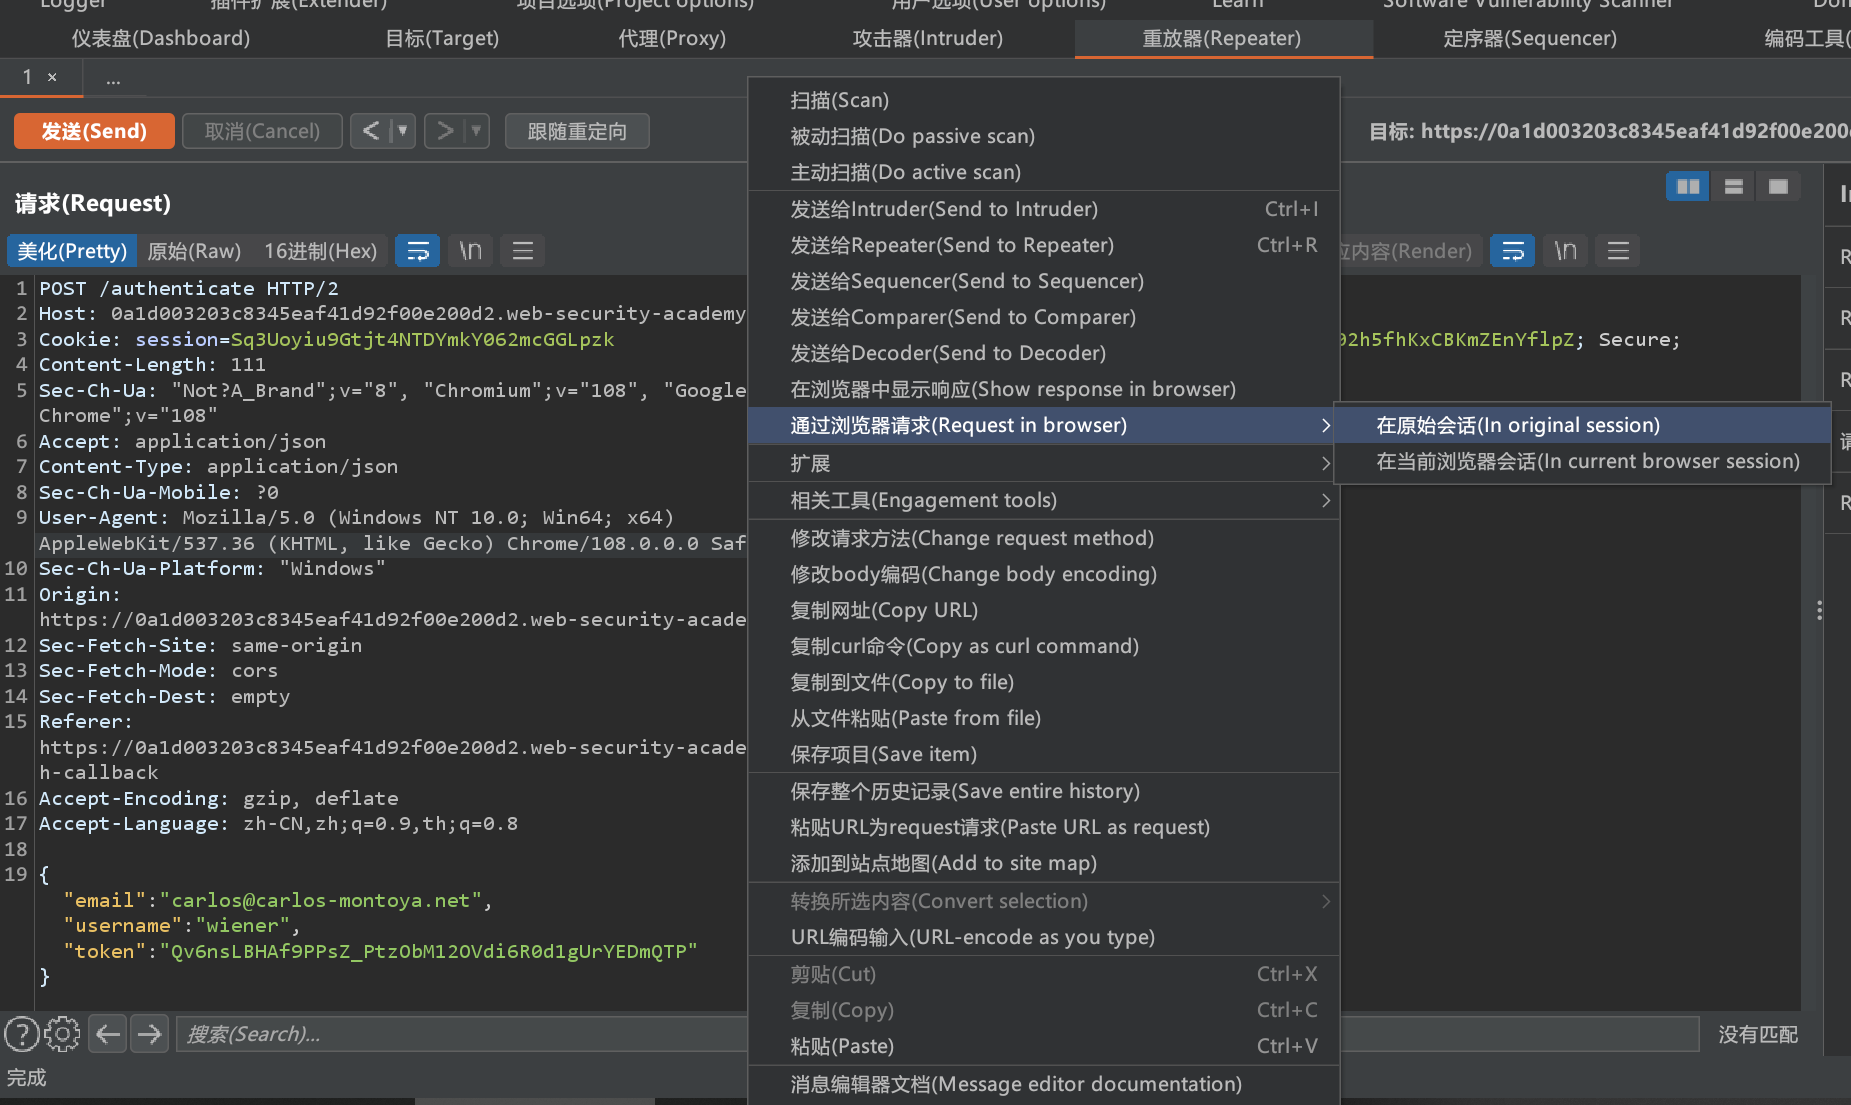 Logger 插件扩展(Extender) 项目选项(Project options) 用户选项(User options) Learn Software Vulnerability Scanner
仪表盘(Dashboard) 目标(Target) 代理(Proxy) 攻击器(Intruder) 重放器(Repeater) 定序器(Sequencer) 编码工具(
1 × ...
发送(Send) 取消(Cancel) < ▼ > ▼ 跟随重定向 目标: https://0a1d003203c8345eaf41d92f00e200
请求(Request)
美化(Pretty) 原始(Raw) 16进制(Hex) \n
应内容(Render) \n
1 POST /authenticate HTTP/2
2 Host: 0a1d003203c8345eaf41d92f00e200d2.web-security-academy
3 Cookie: session=Sq3Uoyiu9Gtjt4NTDYmkY062mcGGLpzk
4 Content-Length: 111
5 Sec-Ch-Ua: "Not?A_Brand";v="8", "Chromium";v="108", "Google
Chrome";v="108"
6 Accept: application/json
7 Content-Type: application/json
8 Sec-Ch-Ua-Mobile: ?0
9 User-Agent: Mozilla/5.0 (Windows NT 10.0; Win64; x64)
AppleWebKit/537.36 (KHTML, like Gecko) Chrome/108.0.0.0 Saf
10 Sec-Ch-Ua-Platform: "Windows"
11 Origin:
https://0a1d003203c8345eaf41d92f00e200d2.web-security-acade
12 Sec-Fetch-Site: same-origin
13 Sec-Fetch-Mode: cors
14 Sec-Fetch-Dest: empty
15 Referer:
https://0a1d003203c8345eaf41d92f00e200d2.web-security-acade
h-callback
16 Accept-Encoding: gzip, deflate
17 Accept-Language: zh-CN,zh;q=0.9,th;q=0.8
18
19 {
"email":"carlos@carlos-montoya.net",
"username":"wiener",
"token":"Qv6nsLBHAf9PPsZ_PtzObM12OVdi6R0d1gUrYEDmQTP"
}
扫描(Scan)
被动扫描(Do passive scan)
主动扫描(Do active scan)
发送给Intruder(Send to Intruder) Ctrl+I
发送给Repeater(Send to Repeater) Ctrl+R
发送给Sequencer(Send to Sequencer)
发送给Comparer(Send to Comparer)
发送给Decoder(Send to Decoder)
在浏览器中显示响应(Show response in browser)
通过浏览器请求(Request in browser)
扩展
相关工具(Engagement tools)
修改请求方法(Change request method)
修改body编码(Change body encoding)
复制网址(Copy URL)
复制curl命令(Copy as curl command)
复制到文件(Copy to file)
从文件粘贴(Paste from file)
保存项目(Save item)
保存整个历史记录(Save entire history)
粘贴URL为request请求(Paste URL as request)
添加到站点地图(Add to site map)
转换所选内容(Convert selection)
URL编码输入(URL-encode as you type)
剪贴(Cut) Ctrl+X
复制(Copy) Ctrl+C
粘贴(Paste) Ctrl+V
消息编辑器文档(Message editor documentation)
在原始会话(In original session)
在当前浏览器会话(In current browser session)
02h5fhKxCBKmZEnYflpZ; Secure;
In
R
R
R
请
R
搜索(Search)... 没有匹配
完成